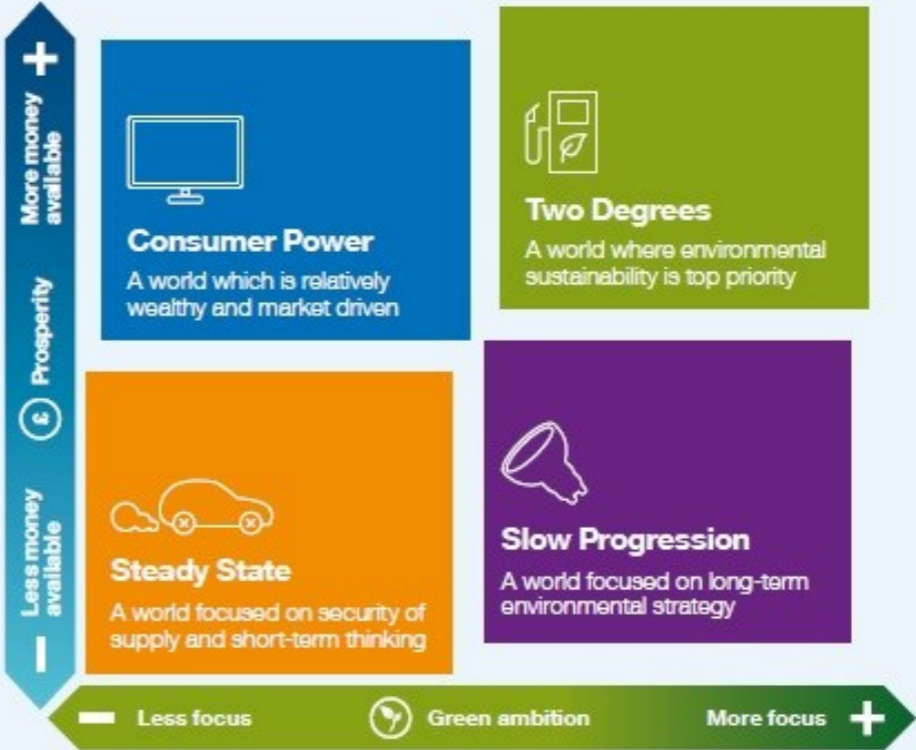 +
More money
available
Consumer Power
A world which is relatively
wealthy and market driven
Two Degrees
A world where environmental
sustainability is top priority
£ Prosperity
Steady State
A world focused on security of
supply and short-term thinking
Slow Progression
A world focused on long-term
environmental strategy
Less money
available
−
− Less focus
Green ambition
More focus +